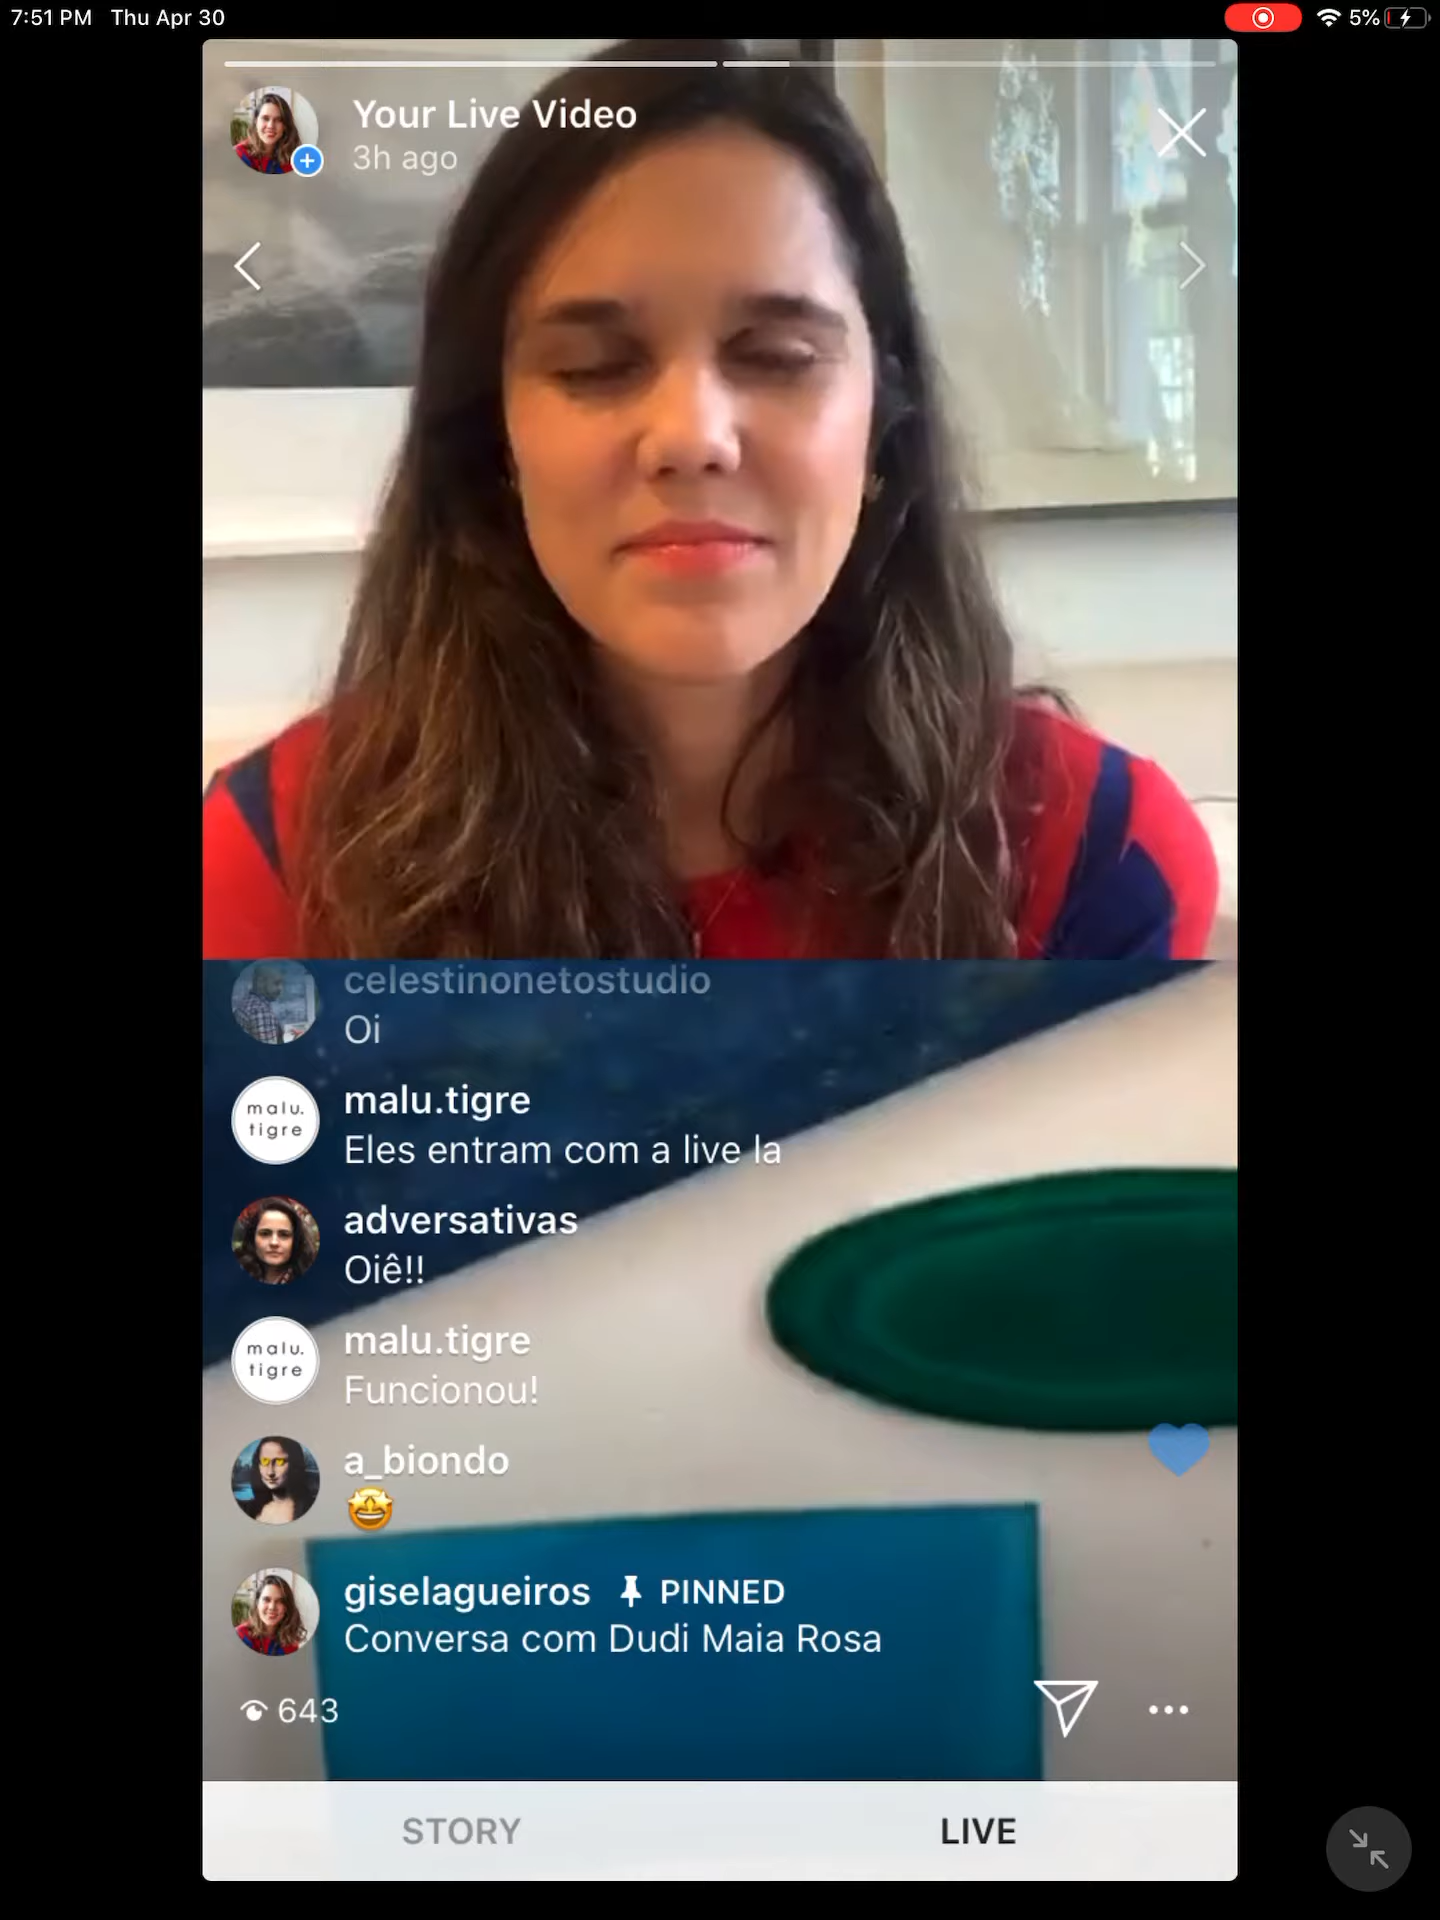 7:51 PM Thu Apr 30
5%
Your Live Video
3h ago
celestinonetostudio
Oi
malu.
tigre
malu.tigre
Eles entram com a live la
adversativas
Oiê!!
malu.
tigre
malu.tigre
Funcionou!
a_biondo
giselagueiros PINNED
Conversa com Dudi Maia Rosa
643
STORY
LIVE